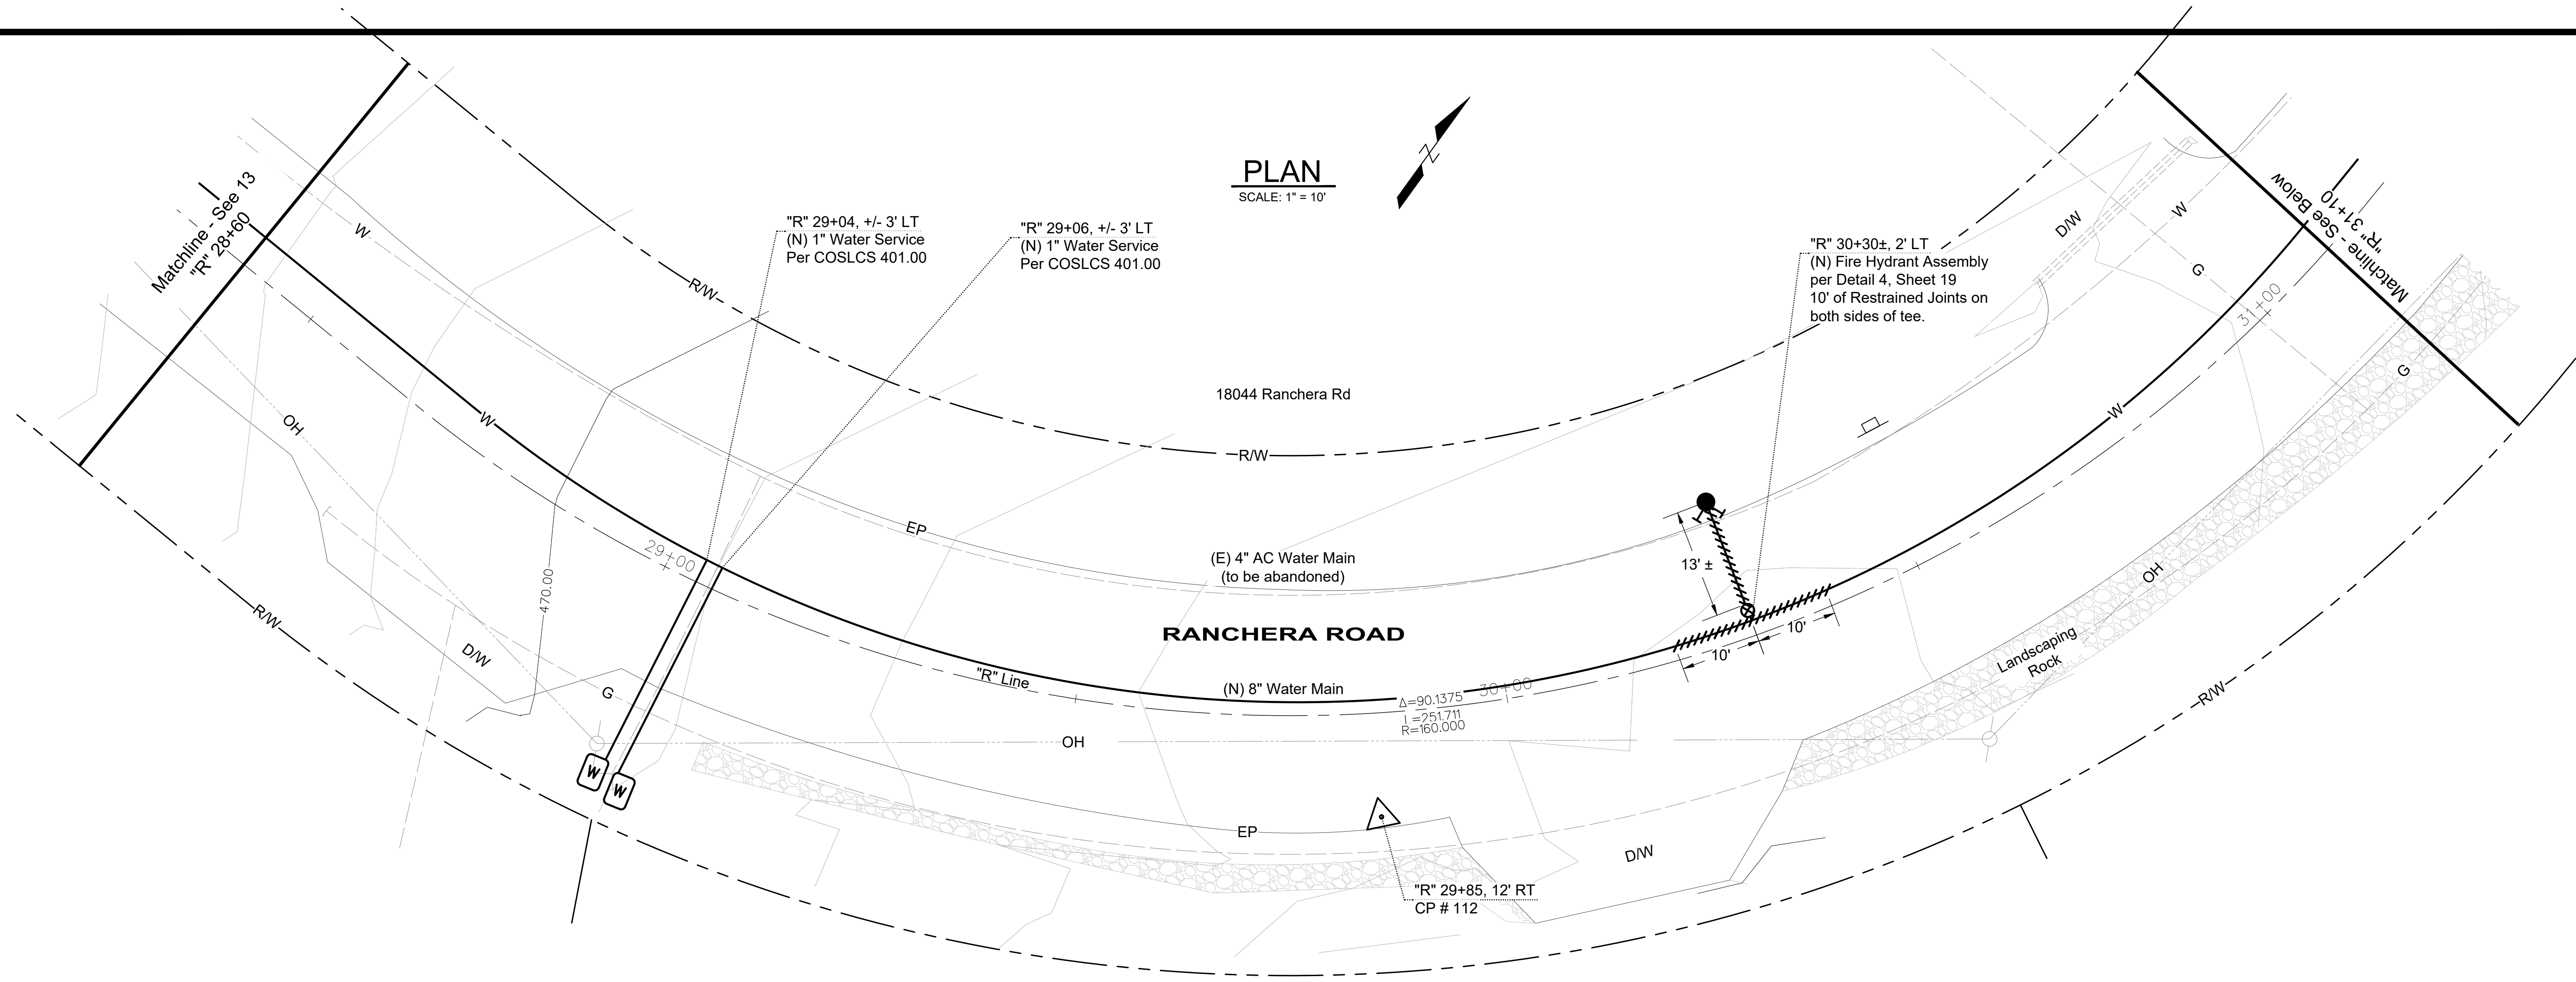 PLAN
SCALE: 1" = 10'
Z
Matchline - See 13
"R" 28+60
W
R/W
"R" 29+04, +/- 3' LT
(N) 1" Water Service
Per COSLCS 401.00
"R" 29+06, +/- 3' LT
(N) 1" Water Service
Per COSLCS 401.00
"R" 30+30±, 2' LT
(N) Fire Hydrant Assembly
per Detail 4, Sheet 19
10' of Restrained Joints on
both sides of tee.
D/W
W
G
Matchline - See Below
"R" 31+10
31+00
G
W
OH
W
18044 Ranchera Rd
R/W
EP
29+00
470.00
(E) 4" AC Water Main
(to be abandoned)
13' ±
10'
10'
RANCHERA ROAD
R/W
D/W
G
"R" Line
(N) 8" Water Main
Δ=90.1375
L=251.711
R=160.000
30+00
OH
Landscaping
Rock
OH
R/W
W
W
EP
D/W
"R" 29+85, 12' RT
CP # 112